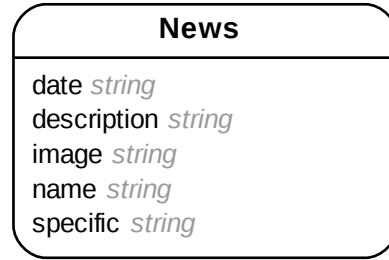 News
date string
description string
image string
name string
specific string